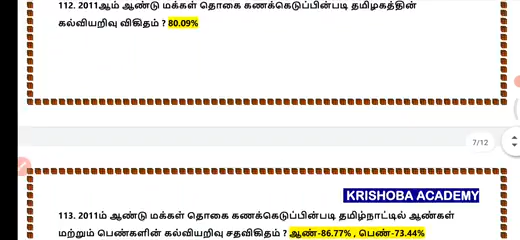 112. 2011ஆம் ஆண்டு மக்கள் தொகை கணக்கெடுப்பின்படி தமிழகத்தின்
கல்வியறிவு விகிதம் ? 80.09%
7/12
KRISHOBA ACADEMY
113. 2011ம் ஆண்டு மக்கள் தொகை கணக்கெடுப்பின்படி தமிழ்நாட்டில் ஆண்கள்
மற்றும் பெண்களின் கல்வியறிவு சதவிகிதம் ? ஆண்-86.77% , பெண்-73.44%